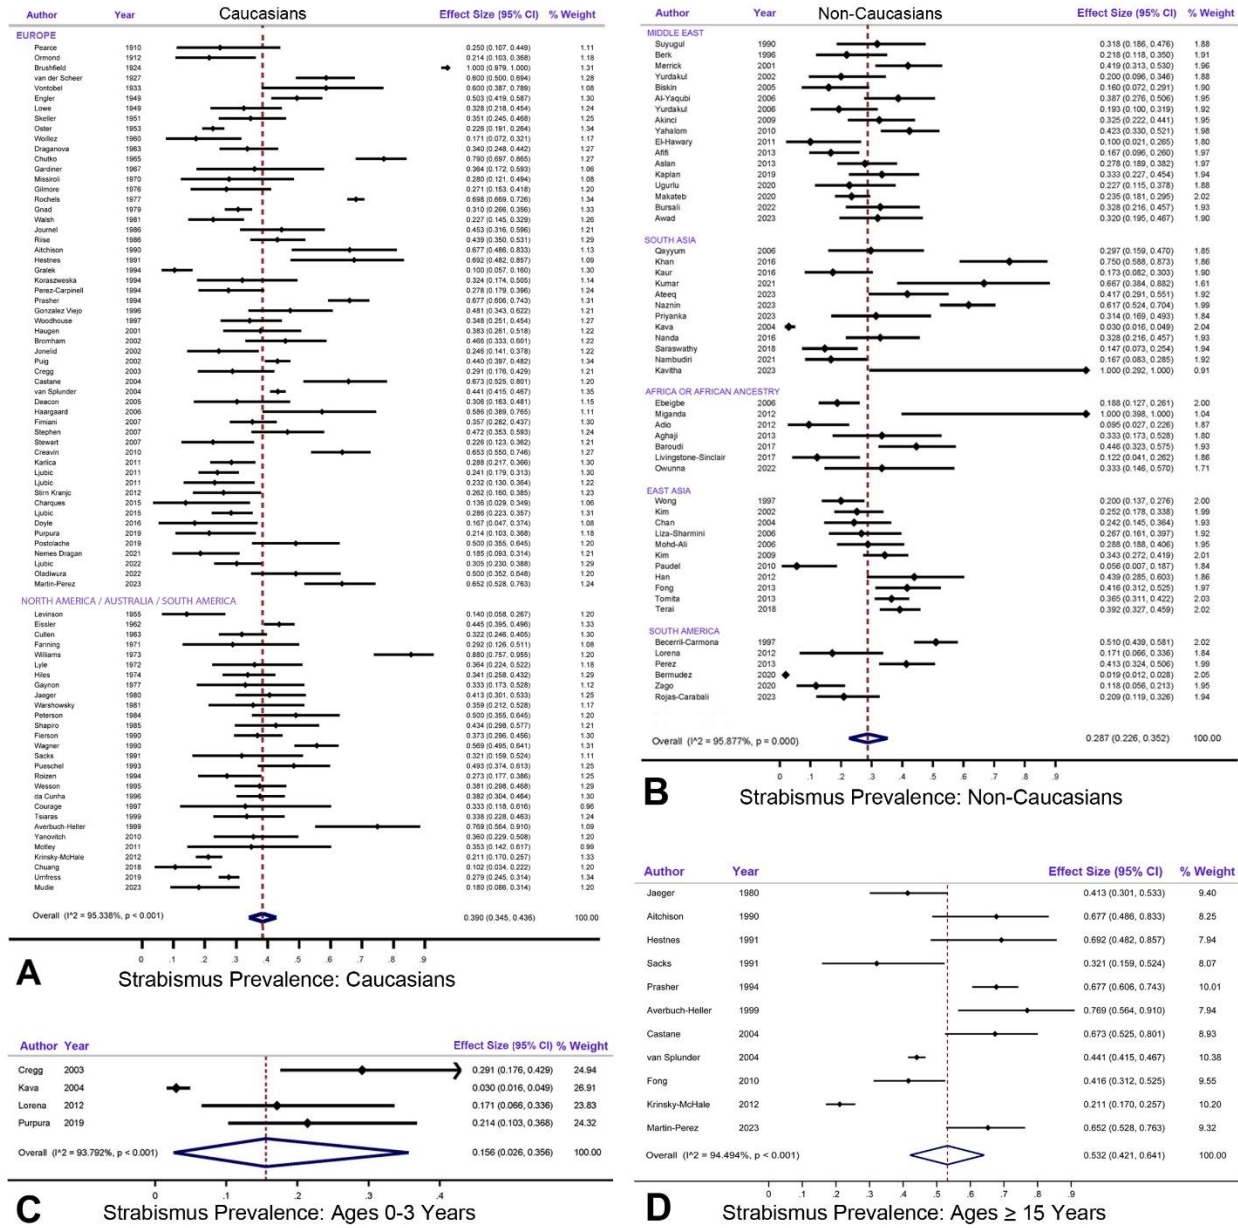 Author Year Caucasians Effect Size (95% CI) % Weight
EUROPE
Pearce 1910 0.250 (0.107, 0.449) 1.11
Ormond 1912 0.214 (0.103, 0.368) 1.18
Brushfield 1924 1.000 (0.979, 1.000) 1.31
van der Scheer 1927 0.600 (0.500, 0.694) 1.28
Vontobel 1933 0.600 (0.387, 0.789) 1.08
Engler 1949 0.503 (0.419, 0.587) 1.30
Lowe 1949 0.328 (0.218, 0.454) 1.24
Skeller 1951 0.351 (0.245, 0.468) 1.25
Oster 1953 0.226 (0.191, 0.264) 1.34
Woillez 1960 0.171 (0.072, 0.321) 1.17
Draganova 1963 0.340 (0.248, 0.442) 1.27
Chutko 1965 0.790 (0.697, 0.865) 1.27
Gardiner 1967 0.364 (0.172, 0.593) 1.06
Missiroli 1970 0.280 (0.121, 0.494) 1.08
Gilmore 1976 0.271 (0.153, 0.418) 1.20
Rochels 1977 0.698 (0.669, 0.726) 1.34
Gnad 1979 0.310 (0.266, 0.356) 1.33
Walsh 1981 0.227 (0.145, 0.329) 1.26
Journel 1986 0.453 (0.316, 0.596) 1.21
Riise 1986 0.439 (0.350, 0.531) 1.29
Aitchison 1990 0.677 (0.486, 0.833) 1.13
Hestnes 1991 0.692 (0.482, 0.857) 1.09
Gralek 1994 0.100 (0.057, 0.160) 1.30
Koraszweska 1994 0.324 (0.174, 0.505) 1.14
Perez-Carpinell 1994 0.278 (0.179, 0.396) 1.24
Prasher 1994 0.677 (0.606, 0.743) 1.31
Gonzalez Viejo 1996 0.481 (0.343, 0.622) 1.21
Woodhouse 1997 0.348 (0.251, 0.454) 1.27
Haugen 2001 0.383 (0.261, 0.518) 1.22
Bromham 2002 0.466 (0.333, 0.601) 1.22
Jonelid 2002 0.246 (0.141, 0.378) 1.22
Puig 2002 0.440 (0.397, 0.482) 1.34
Cregg 2003 0.291 (0.176, 0.429) 1.21
Castane 2004 0.673 (0.525, 0.801) 1.20
van Splunder 2004 0.441 (0.415, 0.467) 1.35
Deacon 2005 0.306 (0.163, 0.481) 1.15
Haargaard 2006 0.586 (0.389, 0.765) 1.11
Fimiani 2007 0.357 (0.282, 0.437) 1.30
Stephen 2007 0.472 (0.353, 0.593) 1.24
Stewart 2007 0.226 (0.123, 0.362) 1.21
Creavin 2010 0.653 (0.550, 0.746) 1.27
Karlica 2011 0.288 (0.217, 0.366) 1.30
Ljubic 2011 0.241 (0.179, 0.313) 1.30
Ljubic 2011 0.232 (0.130, 0.364) 1.22
Stirn Kranjc 2012 0.262 (0.160, 0.385) 1.23
Charques 2015 0.136 (0.029, 0.349) 1.06
Ljubic 2015 0.286 (0.223, 0.357) 1.31
Doyle 2016 0.167 (0.047, 0.374) 1.08
Purpura 2019 0.214 (0.103, 0.368) 1.18
Postolache 2019 0.500 (0.355, 0.645) 1.20
Nemes Dragan 2021 0.185 (0.093, 0.314) 1.21
Ljubic 2022 0.305 (0.230, 0.388) 1.29
Oladiwura 2022 0.500 (0.352, 0.648) 1.20
Martin-Perez 2023 0.652 (0.528, 0.763) 1.24
NORTH AMERICA / AUSTRALIA / SOUTH AMERICA
Levinson 1955 0.140 (0.058, 0.267) 1.20
Eissler 1962 0.445 (0.395, 0.496) 1.33
Cullen 1963 0.322 (0.246, 0.405) 1.30
Fanning 1971 0.292 (0.126, 0.511) 1.08
Williams 1973 0.880 (0.757, 0.955) 1.20
Lyle 1972 0.364 (0.224, 0.522) 1.18
Hiles 1974 0.341 (0.258, 0.432) 1.29
Gaynon 1977 0.333 (0.173, 0.528) 1.12
Jaeger 1980 0.413 (0.301, 0.533) 1.25
Warshowsky 1981 0.359 (0.212, 0.528) 1.17
Peterson 1984 0.500 (0.355, 0.645) 1.20
Shapiro 1985 0.434 (0.298, 0.577) 1.21
Fierson 1990 0.373 (0.296, 0.456) 1.30
Wagner 1990 0.569 (0.495, 0.641) 1.31
Sacks 1991 0.321 (0.159, 0.524) 1.11
Pueschel 1993 0.493 (0.374, 0.613) 1.25
Roizen 1994 0.273 (0.177, 0.386) 1.25
Wesson 1995 0.381 (0.298, 0.468) 1.29
da Cunha 1996 0.382 (0.304, 0.464) 1.30
Courage 1997 0.333 (0.118, 0.616) 0.96
Tsiaras 1999 0.338 (0.228, 0.463) 1.24
Averbuch-Heller 1999 0.769 (0.564, 0.910) 1.09
Yanovitch 2010 0.360 (0.229, 0.508) 1.20
Motley 2011 0.353 (0.142, 0.617) 0.99
Krinsky-McHale 2012 0.211 (0.170, 0.257) 1.33
Chuang 2018 0.102 (0.034, 0.222) 1.20
Umfress 2019 0.279 (0.245, 0.314) 1.34
Mudie 2023 0.180 (0.086, 0.314) 1.20
Overall (I^2 = 95.338%, p < 0.001) 0.390 (0.345, 0.436) 100.00
0 .1 .2 .3 .4 .5 .6 .7 .8 .9 1
A Strabismus Prevalence: Caucasians
Author Year Non-Caucasians Effect Size (95% CI) % Weight
MIDDLE EAST
Suyugul 1990 0.318 (0.186, 0.476) 1.88
Berk 1996 0.218 (0.118, 0.350) 1.91
Merrick 2001 0.419 (0.313, 0.530) 1.96
Yurdakul 2002 0.200 (0.096, 0.346) 1.88
Biskin 2005 0.160 (0.072, 0.291) 1.90
Al-Yaqubi 2006 0.387 (0.276, 0.506) 1.95
Yurdakul 2006 0.193 (0.100, 0.319) 1.92
Akinci 2009 0.325 (0.222, 0.441) 1.95
Yahalom 2010 0.423 (0.330, 0.521) 1.98
El-Hawary 2011 0.100 (0.021, 0.265) 1.80
Afifi 2013 0.167 (0.096, 0.260) 1.97
Aslan 2013 0.278 (0.189, 0.382) 1.97
Kaplan 2019 0.333 (0.227, 0.454) 1.95
Ugurlu 2020 0.227 (0.115, 0.378) 1.88
Makateb 2020 0.235 (0.181, 0.295) 2.02
Bursali 2022 0.328 (0.216, 0.457) 1.93
Awad 2023 0.320 (0.195, 0.467) 1.90
SOUTH ASIA
Qayyum 2006 0.297 (0.159, 0.470) 1.85
Khan 2016 0.750 (0.588, 0.873) 1.86
Kaur 2016 0.173 (0.082, 0.303) 1.90
Kumar 2021 0.667 (0.384, 0.882) 1.61
Ateeq 2023 0.417 (0.291, 0.551) 1.92
Naznin 2023 0.617 (0.524, 0.704) 1.99
Priyanka 2023 0.314 (0.169, 0.493) 1.84
Kava 2004 0.030 (0.016, 0.049) 2.04
Nanda 2016 0.328 (0.216, 0.457) 1.93
Saraswathy 2018 0.147 (0.073, 0.254) 1.94
Nambudiri 2021 0.167 (0.083, 0.285) 1.92
Kavitha 2023 1.000 (0.292, 1.000) 0.91
AFRICA OR AFRICAN ANCESTRY
Ebeigbe 2006 0.188 (0.127, 0.261) 2.00
Miganda 2012 1.000 (0.398, 1.000) 1.04
Adio 2012 0.095 (0.027, 0.226) 1.87
Aghaji 2013 0.333 (0.173, 0.528) 1.80
Baroudi 2017 0.446 (0.323, 0.575) 1.93
Livingstone-Sinclair 2017 0.122 (0.041, 0.262) 1.86
Owunna 2022 0.333 (0.146, 0.570) 1.71
EAST ASIA
Wong 1997 0.200 (0.137, 0.276) 2.00
Kim 2002 0.252 (0.178, 0.338) 1.99
Chan 2004 0.242 (0.145, 0.364) 1.93
Liza-Sharmini 2006 0.267 (0.161, 0.397) 1.92
Mohd-Ali 2006 0.288 (0.188, 0.406) 1.95
Kim 2009 0.343 (0.272, 0.419) 2.01
Paudel 2010 0.056 (0.007, 0.187) 1.84
Han 2012 0.439 (0.285, 0.603) 1.86
Fong 2013 0.416 (0.312, 0.525) 1.97
Tomita 2013 0.365 (0.311, 0.422) 2.03
Terai 2018 0.392 (0.327, 0.459) 2.02
SOUTH AMERICA
Becerril-Carmona 1997 0.510 (0.439, 0.581) 2.02
Lorena 2012 0.171 (0.066, 0.336) 1.84
Perez 2013 0.413 (0.324, 0.506) 1.99
Bermudez 2020 0.019 (0.012, 0.028) 2.05
Zago 2020 0.118 (0.056, 0.213) 1.95
Rojas-Carabali 2023 0.209 (0.119, 0.326) 1.94
Overall (I^2 = 95.877%, p = 0.000) 0.287 (0.226, 0.352) 100.00
0 .1 .2 .3 .4 .5 .6 .7 .8 .9 1
B Strabismus Prevalence: Non-Caucasians
Author Year Effect Size (95% CI) % Weight
Cregg 2003 0.291 (0.176, 0.429) 24.94
Kava 2004 0.030 (0.016, 0.049) 26.91
Lorena 2012 0.171 (0.066, 0.336) 23.83
Purpura 2019 0.214 (0.103, 0.368) 24.32
Overall (I^2 = 93.792%, p < 0.001) 0.156 (0.026, 0.356) 100.00
0 .1 .2 .3 .4
C Strabismus Prevalence: Ages 0-3 Years
Author Year Effect Size (95% CI) % Weight
Jaeger 1980 0.413 (0.301, 0.533) 9.40
Aitchison 1990 0.677 (0.486, 0.833) 8.25
Hestnes 1991 0.692 (0.482, 0.857) 7.94
Sacks 1991 0.321 (0.159, 0.524) 8.07
Prasher 1994 0.677 (0.606, 0.743) 10.01
Averbuch-Heller 1999 0.769 (0.564, 0.910) 7.94
Castane 2004 0.673 (0.525, 0.801) 8.93
van Splunder 2004 0.441 (0.415, 0.467) 10.38
Fong 2010 0.416 (0.312, 0.525) 9.55
Krinsky-McHale 2012 0.211 (0.170, 0.257) 10.20
Martin-Perez 2023 0.652 (0.528, 0.763) 9.32
Overall (I^2 = 94.494%, p < 0.001) 0.532 (0.421, 0.641) 100.00
0 .1 .2 .3 .4 .5 .6 .7 .8 .9
D Strabismus Prevalence: Ages ≥ 15 Years